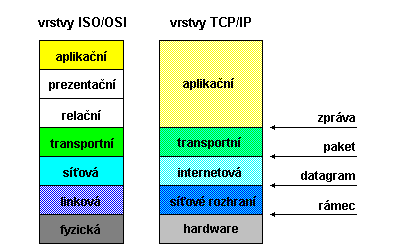 vrstvy ISO/OSI
vrstvy TCP/IP
aplikační
prezentační
relační
transportní
síťová
linková
fyzická
aplikační
transportní
internetová
síťové rozhraní
hardware
zpráva
paket
datagram
rámec